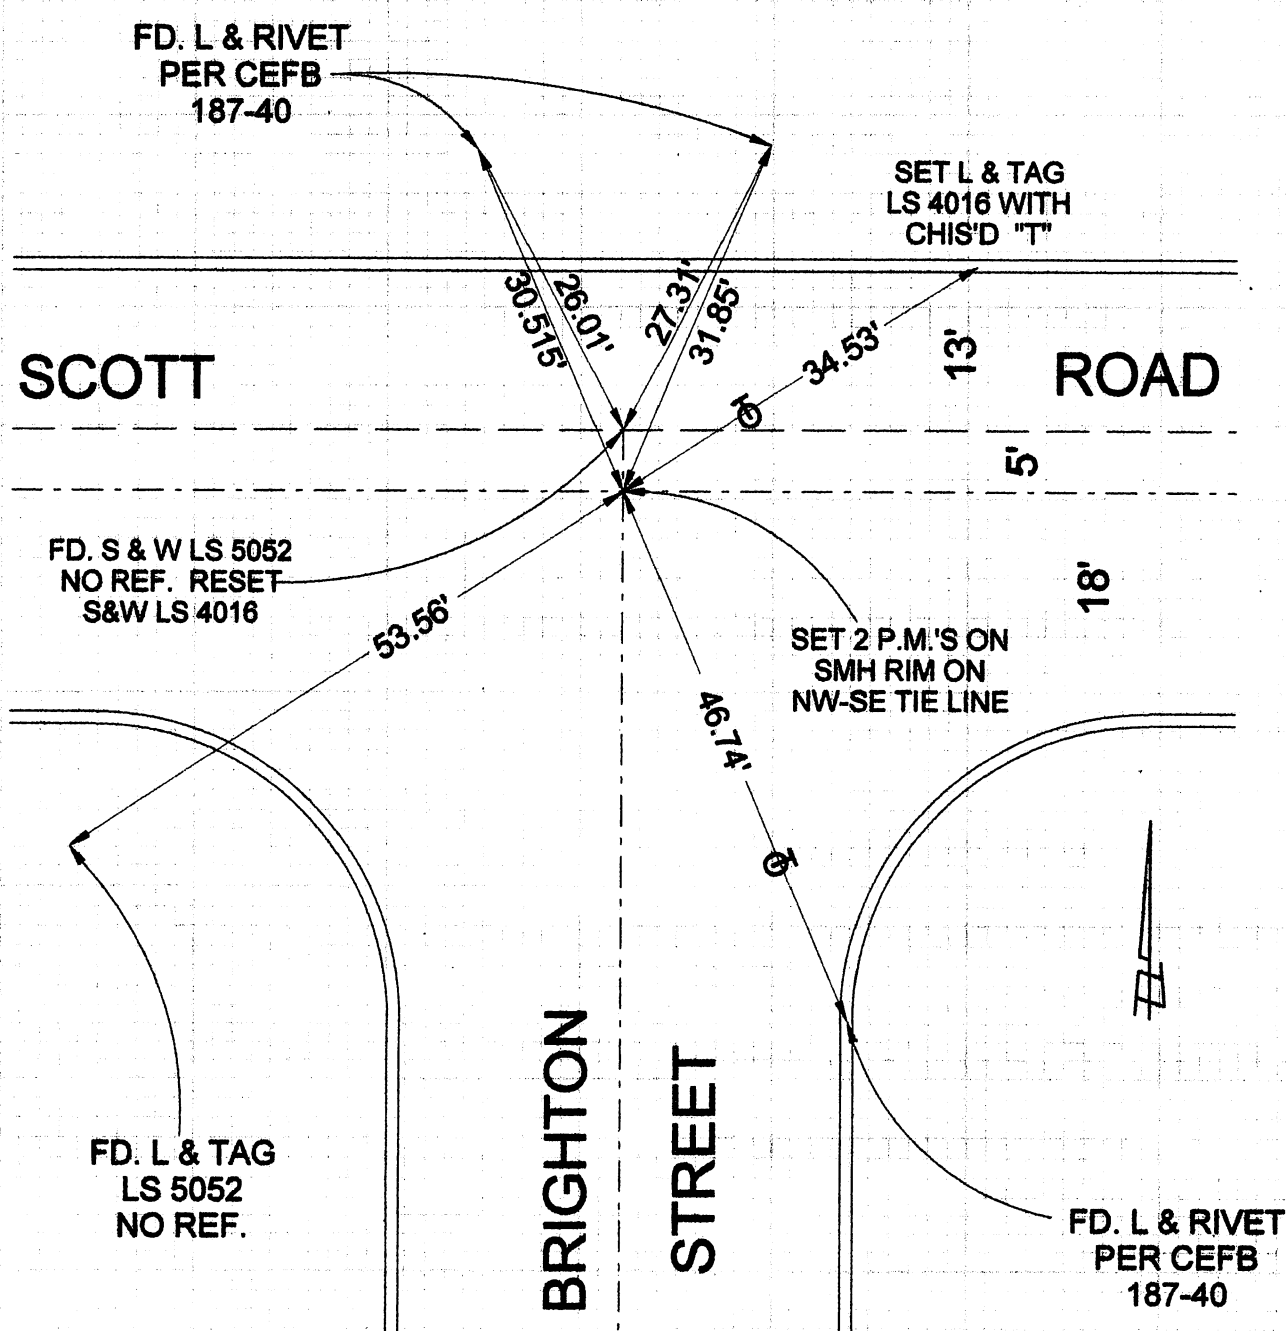 FD. L & RIVET
PER CEFB
187-40
SET L & TAG
LS 4016 WITH
CHIS'D "T"
30.515'
26.01'
27.31'
31.85'
34.53'
13'
SCOTT
ROAD
5'
FD. S & W LS 5052
NO REF. RESET
S&W LS 4016
53.56'
18'
SET 2 P.M.'S ON
SMH RIM ON
NW-SE TIE LINE
46.74'
FD. L & TAG
LS 5052
NO REF.
BRIGHTON
STREET
FD. L & RIVET
PER CEFB
187-40